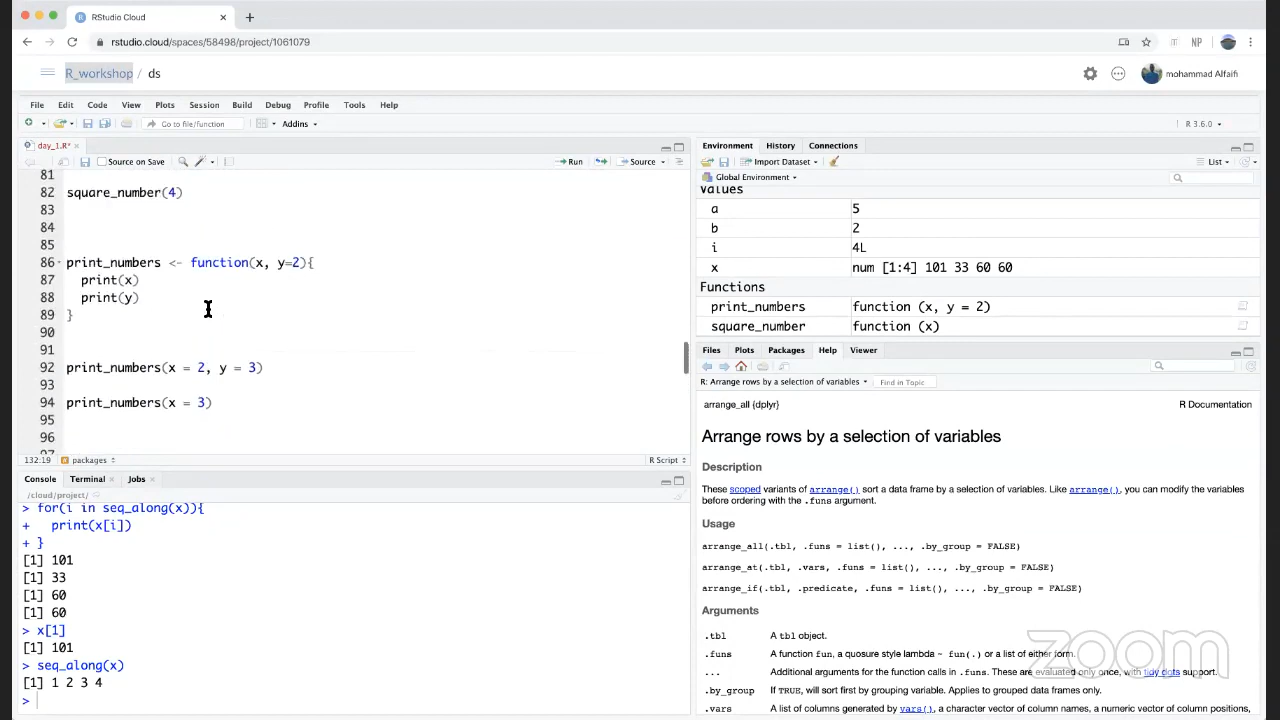 RStudio Cloud
rstudio.cloud/spaces/58498/project/1061079
NP
R_workshop / ds
mohammad Alfaifi
File Edit Code View Plots Session Build Debug Profile Tools Help
Go to file/function
Addins
R 3.6.0
day_1.R*
Source on Save
Run
Source
81
82 square_number(4)
83
84
85
86 print_numbers <- function(x, y=2){
87 print(x)
88 print(y)
89 }
90
91
92 print_numbers(x = 2, y = 3)
93
94 print_numbers(x = 3)
95
96
97
132:19 packages R Script
Console Terminal Jobs
/cloud/project/
> for(i in seq_along(x)){
+ print(x[i])
+ }
[1] 101
[1] 33
[1] 60
[1] 60
> x[1]
[1] 101
> seq_along(x)
[1] 1 2 3 4
>
Environment History Connections
Import Dataset
List
Global Environment
Values
a 5
b 2
i 4L
x num [1:4] 101 33 60 60
Functions
print_numbers function (x, y = 2)
square_number function (x)
Files Plots Packages Help Viewer
R: Arrange rows by a selection of variables Find in Topic
arrange_all {dplyr} R Documentation
Arrange rows by a selection of variables
Description
These scoped variants of arrange() sort a data frame by a selection of variables. Like arrange(), you can modify the variables
before ordering with the .funs argument.
Usage
arrange_all(.tbl, .funs = list(), ..., .by_group = FALSE)
arrange_at(.tbl, .vars, .funs = list(), ..., .by_group = FALSE)
arrange_if(.tbl, .predicate, .funs = list(), ..., .by_group = FALSE)
Arguments
.tbl A tbl object.
.funs A function fun, a quosure style lambda ~ fun(.) or a list of either form.
... Additional arguments for the function calls in .funs. These are evaluated only once, with tidy dots support.
.by_group If TRUE, will sort first by grouping variable. Applies to grouped data frames only.
.vars A list of columns generated by vars(), a character vector of column names, a numeric vector of column positions,
zoom